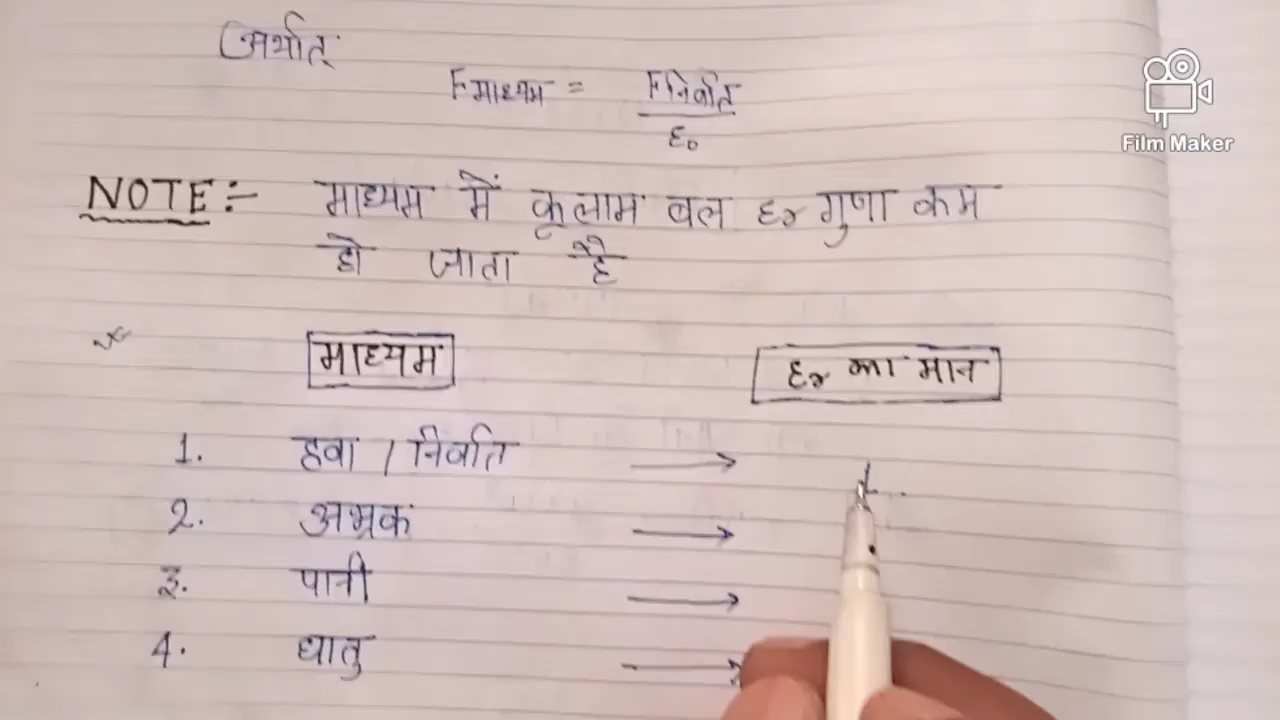 अर्थात्
Fमाध्यम = Fनिर्वात / ε₀
NOTE:- माध्यम में कूलाम बल εr गुणा कम
हो जाता है
माध्यम εr का मान
1. हवा / निर्वात → 1
2. अभ्रक →
3. पानी →
4. धातु →
Film Maker